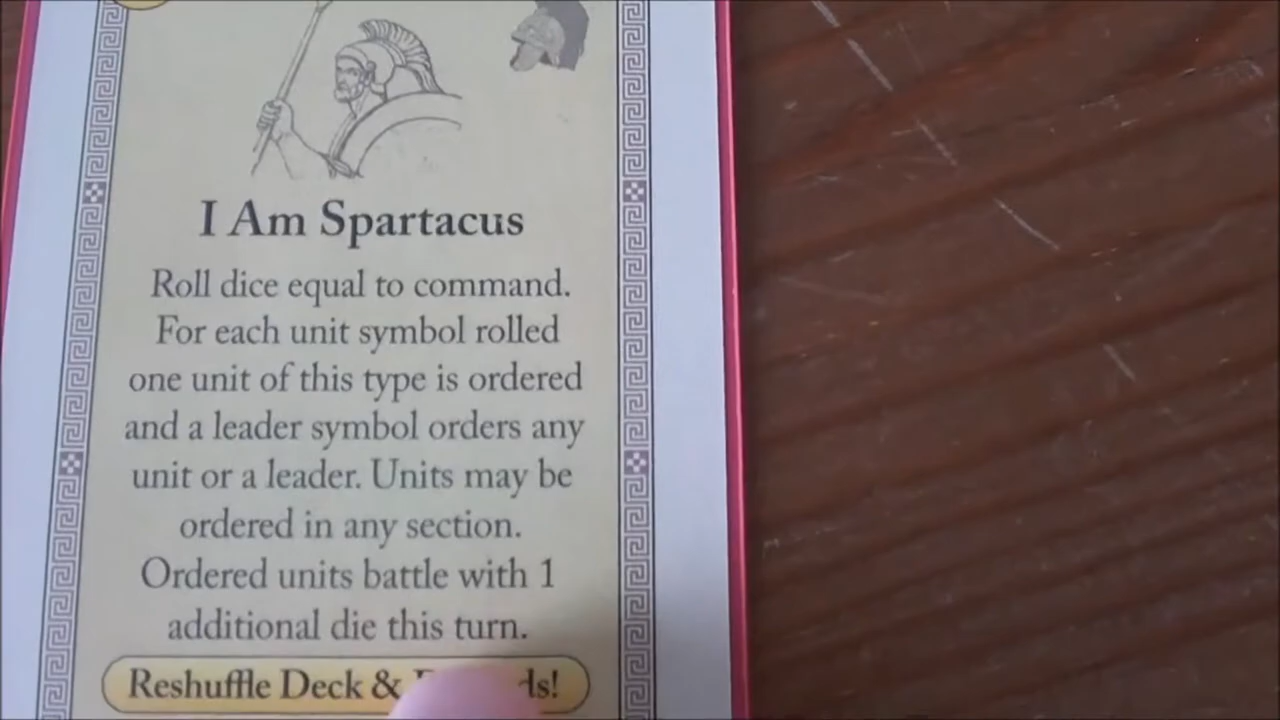 I Am Spartacus
Roll dice equal to command.
For each unit symbol rolled
one unit of this type is ordered
and a leader symbol orders any
unit or a leader. Units may be
ordered in any section.
Ordered units battle with 1
additional die this turn.
Reshuffle Deck &